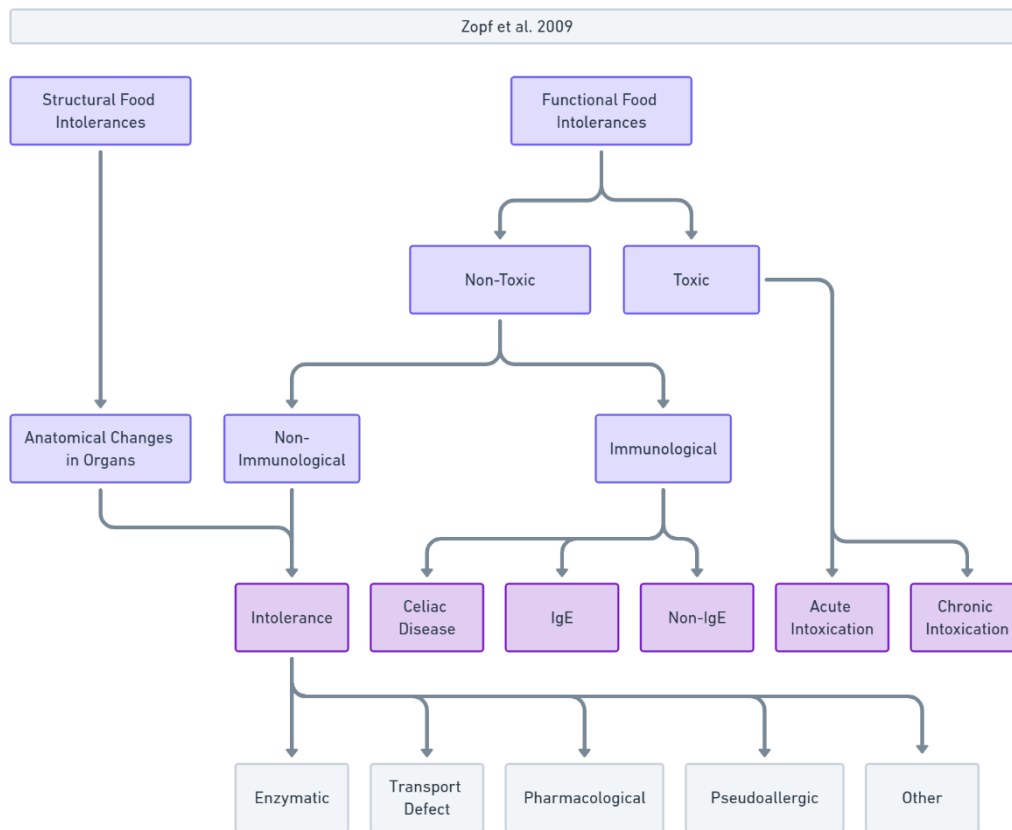 Zopf et al. 2009
Structural Food
Intolerances
Functional Food
Intolerances
Non-Toxic
Toxic
Anatomical Changes
in Organs
Non-
Immunological
Immunological
Intolerance
Celiac
Disease
IgE
Non-IgE
Acute
Intoxication
Chronic
Intoxication
Enzymatic
Transport
Defect
Pharmacological
Pseudoallergic
Other